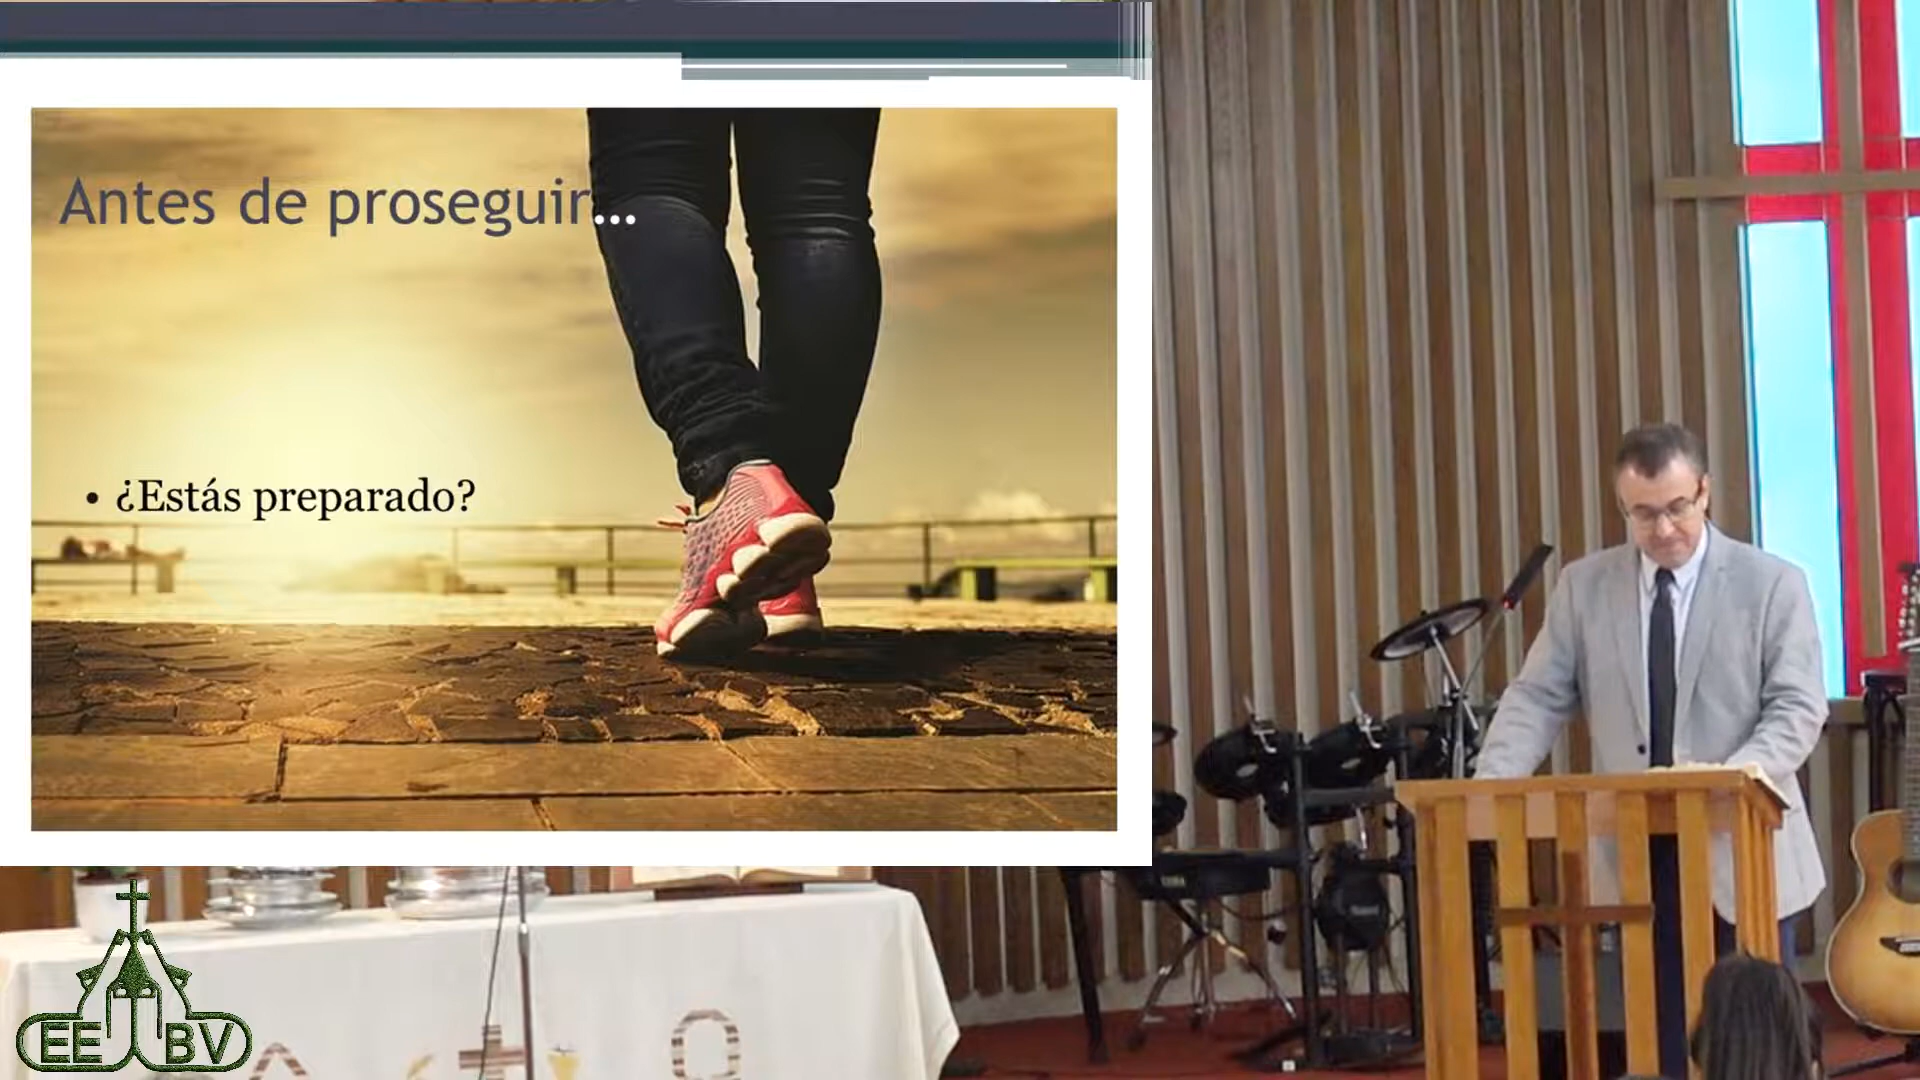 Antes de proseguir...
• ¿Estás preparado?
EE BV